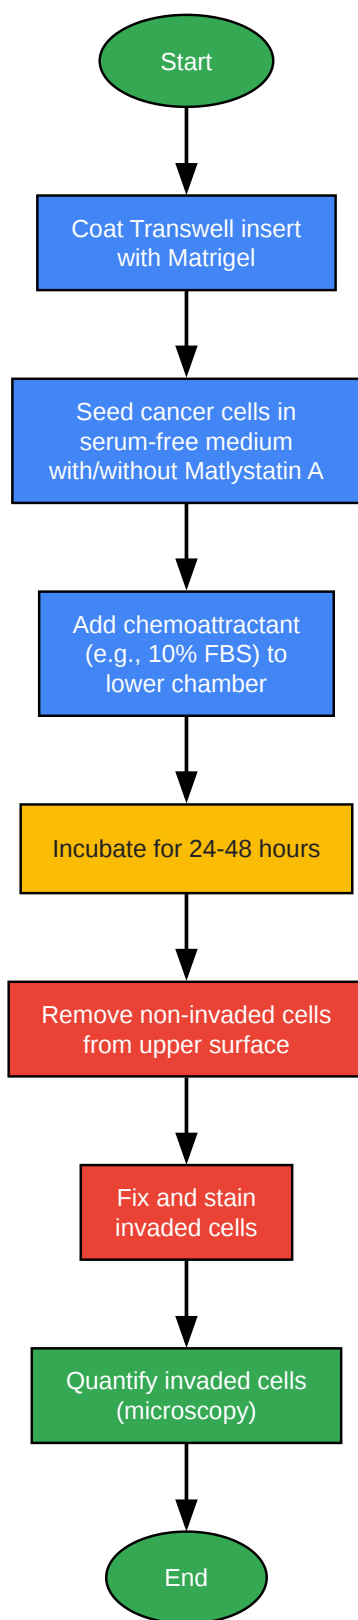 Start
Coat Transwell insert
with Matrigel
Seed cancer cells in
serum-free medium
with/without Matlystatin A
Add chemoattractant
(e.g., 10% FBS) to
lower chamber
Incubate for 24-48 hours
Remove non-invaded cells
from upper surface
Fix and stain
invaded cells
Quantify invaded cells
(microscopy)
End